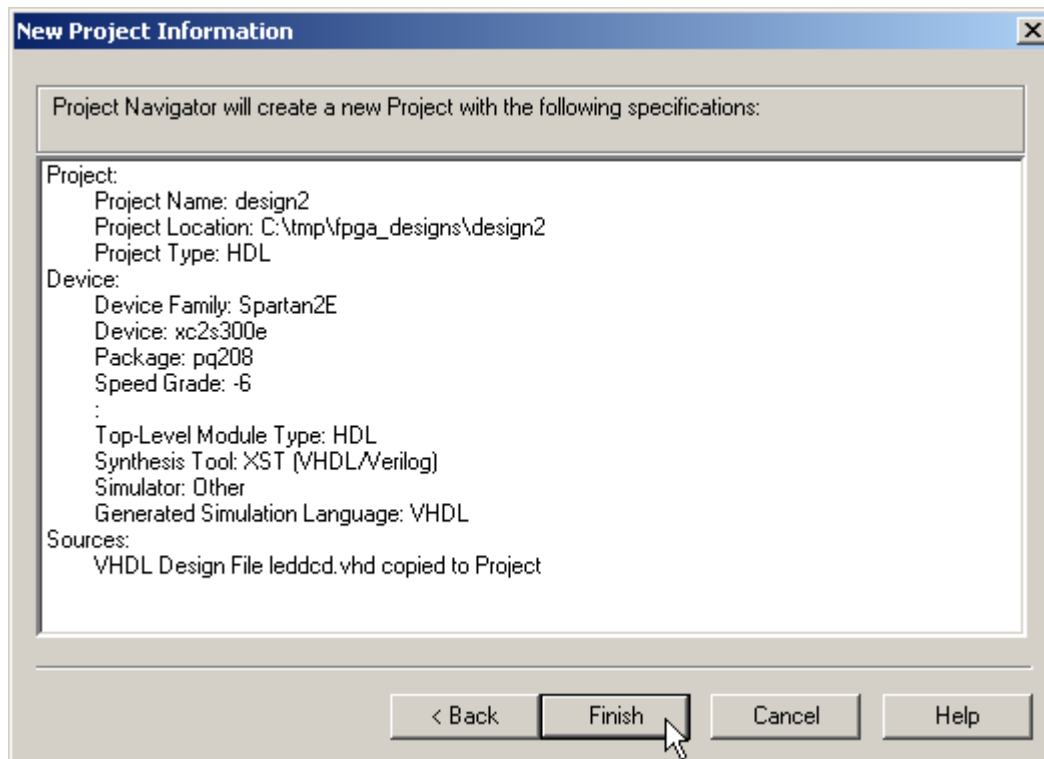 New Project Information
Project Navigator will create a new Project with the following specifications:
Project:
Project Name: design2
Project Location: C:\tmp\fpga_designs\design2
Project Type: HDL
Device:
Device Family: Spartan2E
Device: xc2s300e
Package: pq208
Speed Grade: -6
:
Top-Level Module Type: HDL
Synthesis Tool: XST (VHDL/Verilog)
Simulator: Other
Generated Simulation Language: VHDL
Sources:
VHDL Design File leddcd.vhd copied to Project
< Back Finish Cancel Help